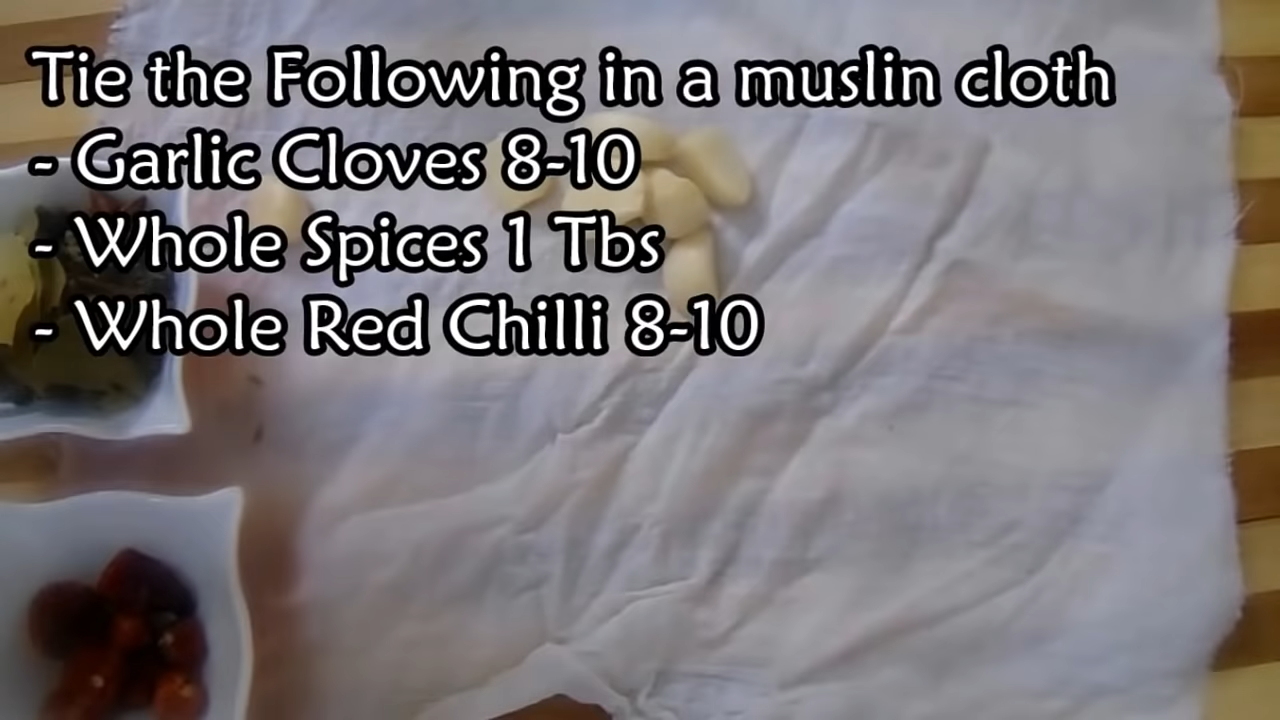 Tie the Following in a muslin cloth
- Garlic Cloves 8-10
- Whole Spices 1 Tbs
- Whole Red Chilli 8-10